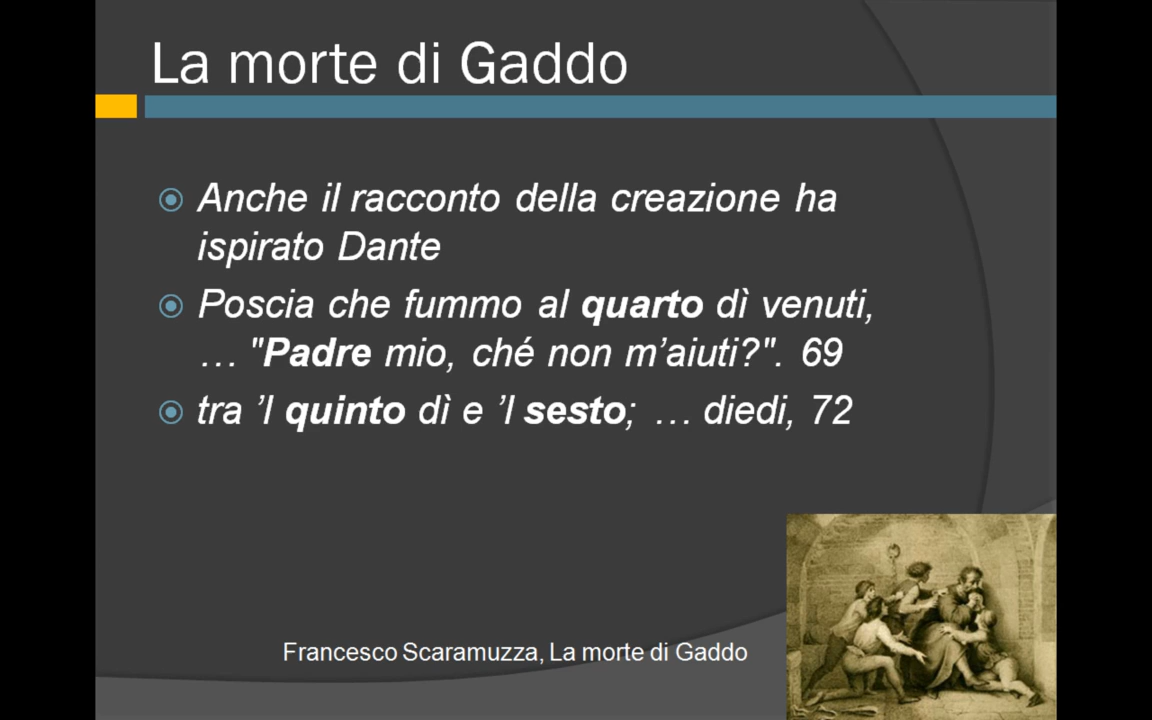 La morte di Gaddo
Anche il racconto della creazione ha
ispirato Dante
Poscia che fummo al quarto dì venuti,
… "Padre mio, ché non m’aiuti?". 69
tra ’l quinto dì e ’l sesto; … diedi, 72
Francesco Scaramuzza, La morte di Gaddo